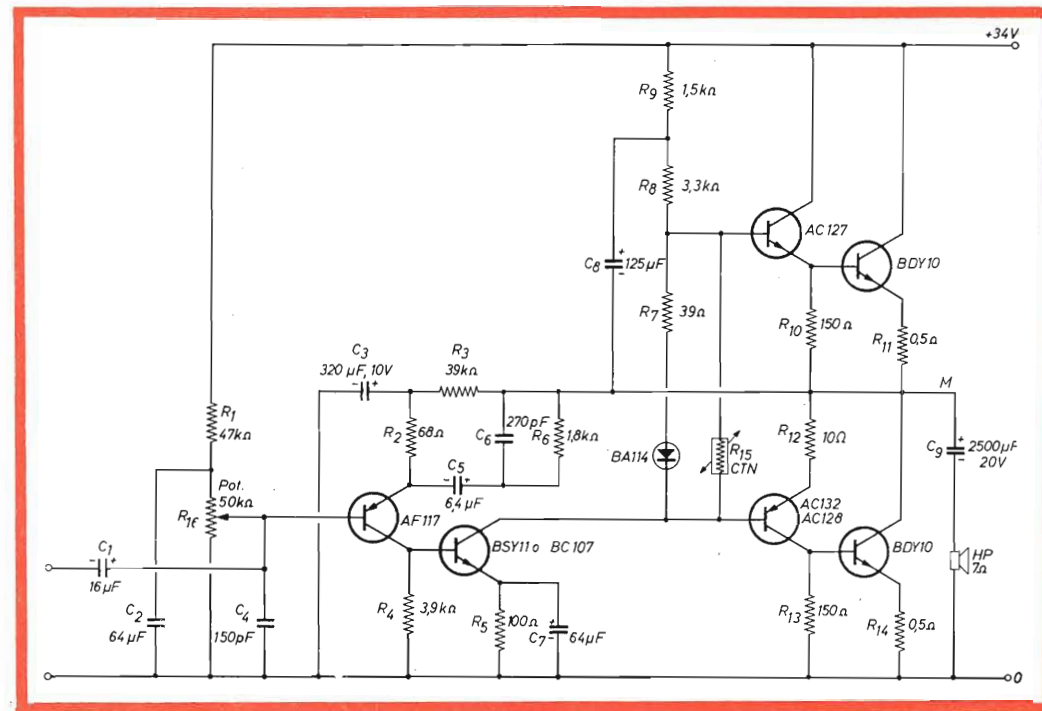 +34V
R9 1,5kΩ
R8 3,3kΩ
AC127
BDY10
C8 + 125µF -
R7 39Ω
R10 150Ω
R11 0,5Ω
C3
320 µF, 10V
- +
R3
39kΩ
M
R1
47kΩ
R2 68Ω
270pF
C6
R6 1,8kΩ
R12 10Ω
C9 + 2500µF
- 20V
BA114
R15
CTN
Pot.
50kΩ
R16
C5
- +
6,4µF
AF117
AC132
AC128
BSY11o BC107
BDY10
HP
7Ω
C1
- +
16µF
C2
64µF
C4
150pF
R4 3,9kΩ
R5 100Ω
C7 + - 64µF
R13 150Ω
R14 0,5Ω
0